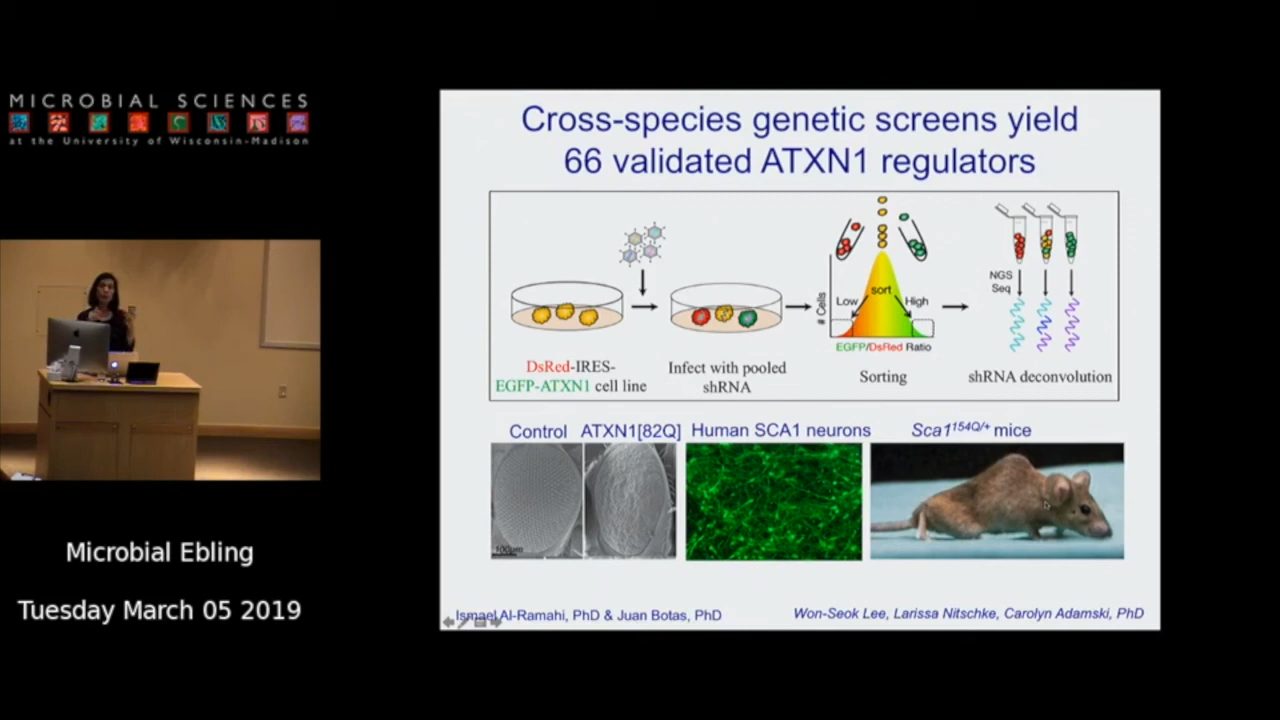 MICROBIAL SCIENCES
at the University of Wisconsin-Madison
Microbial Ebling
Tuesday March 05 2019
Cross-species genetic screens yield
66 validated ATXN1 regulators
DsRed-IRES-
EGFP-ATXN1 cell line
Infect with pooled
shRNA
# Cells
Low
sort
High
EGFP/DsRed Ratio
Sorting
NGS
Seq
shRNA deconvolution
Control
ATXN1[82Q]
Human SCA1 neurons
Sca1154Q/+ mice
100µm
Ismael Al-Ramahi, PhD & Juan Botas, PhD
Won-Seok Lee, Larissa Nitschke, Carolyn Adamski, PhD